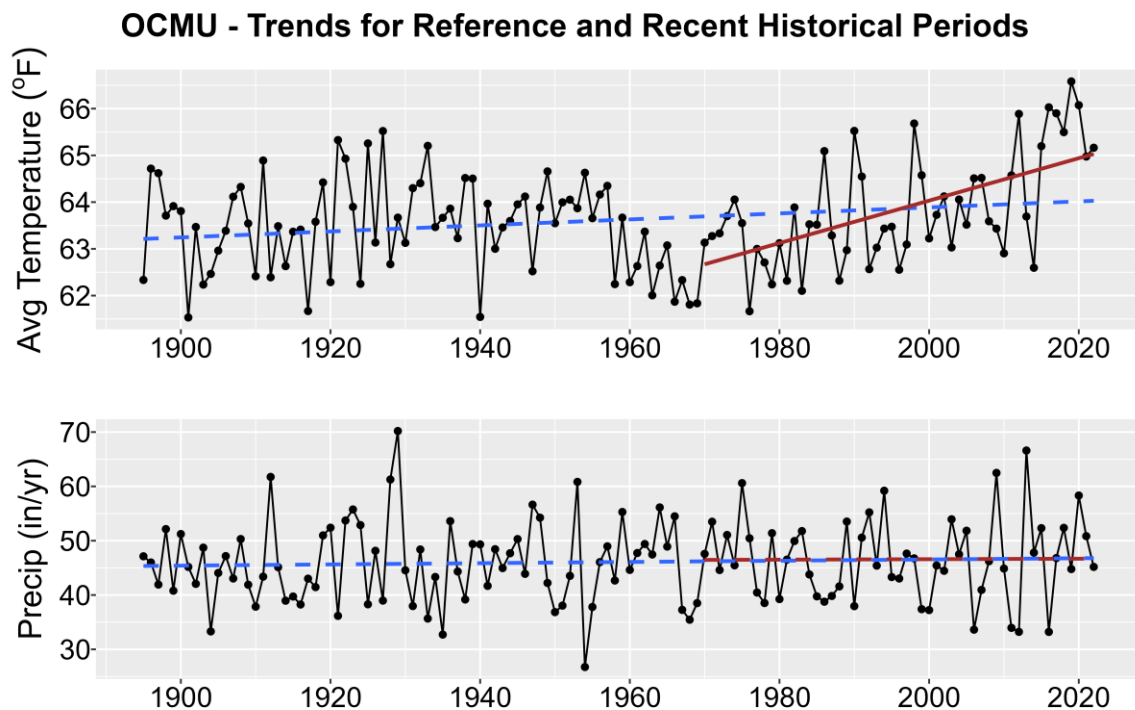 OCMU - Trends for Reference and Recent Historical Periods
Avg Temperature (°F)
66
65
64
63
62
1900 1920 1940 1960 1980 2000 2020
Precip (in/yr)
70
60
50
40
30
1900 1920 1940 1960 1980 2000 2020